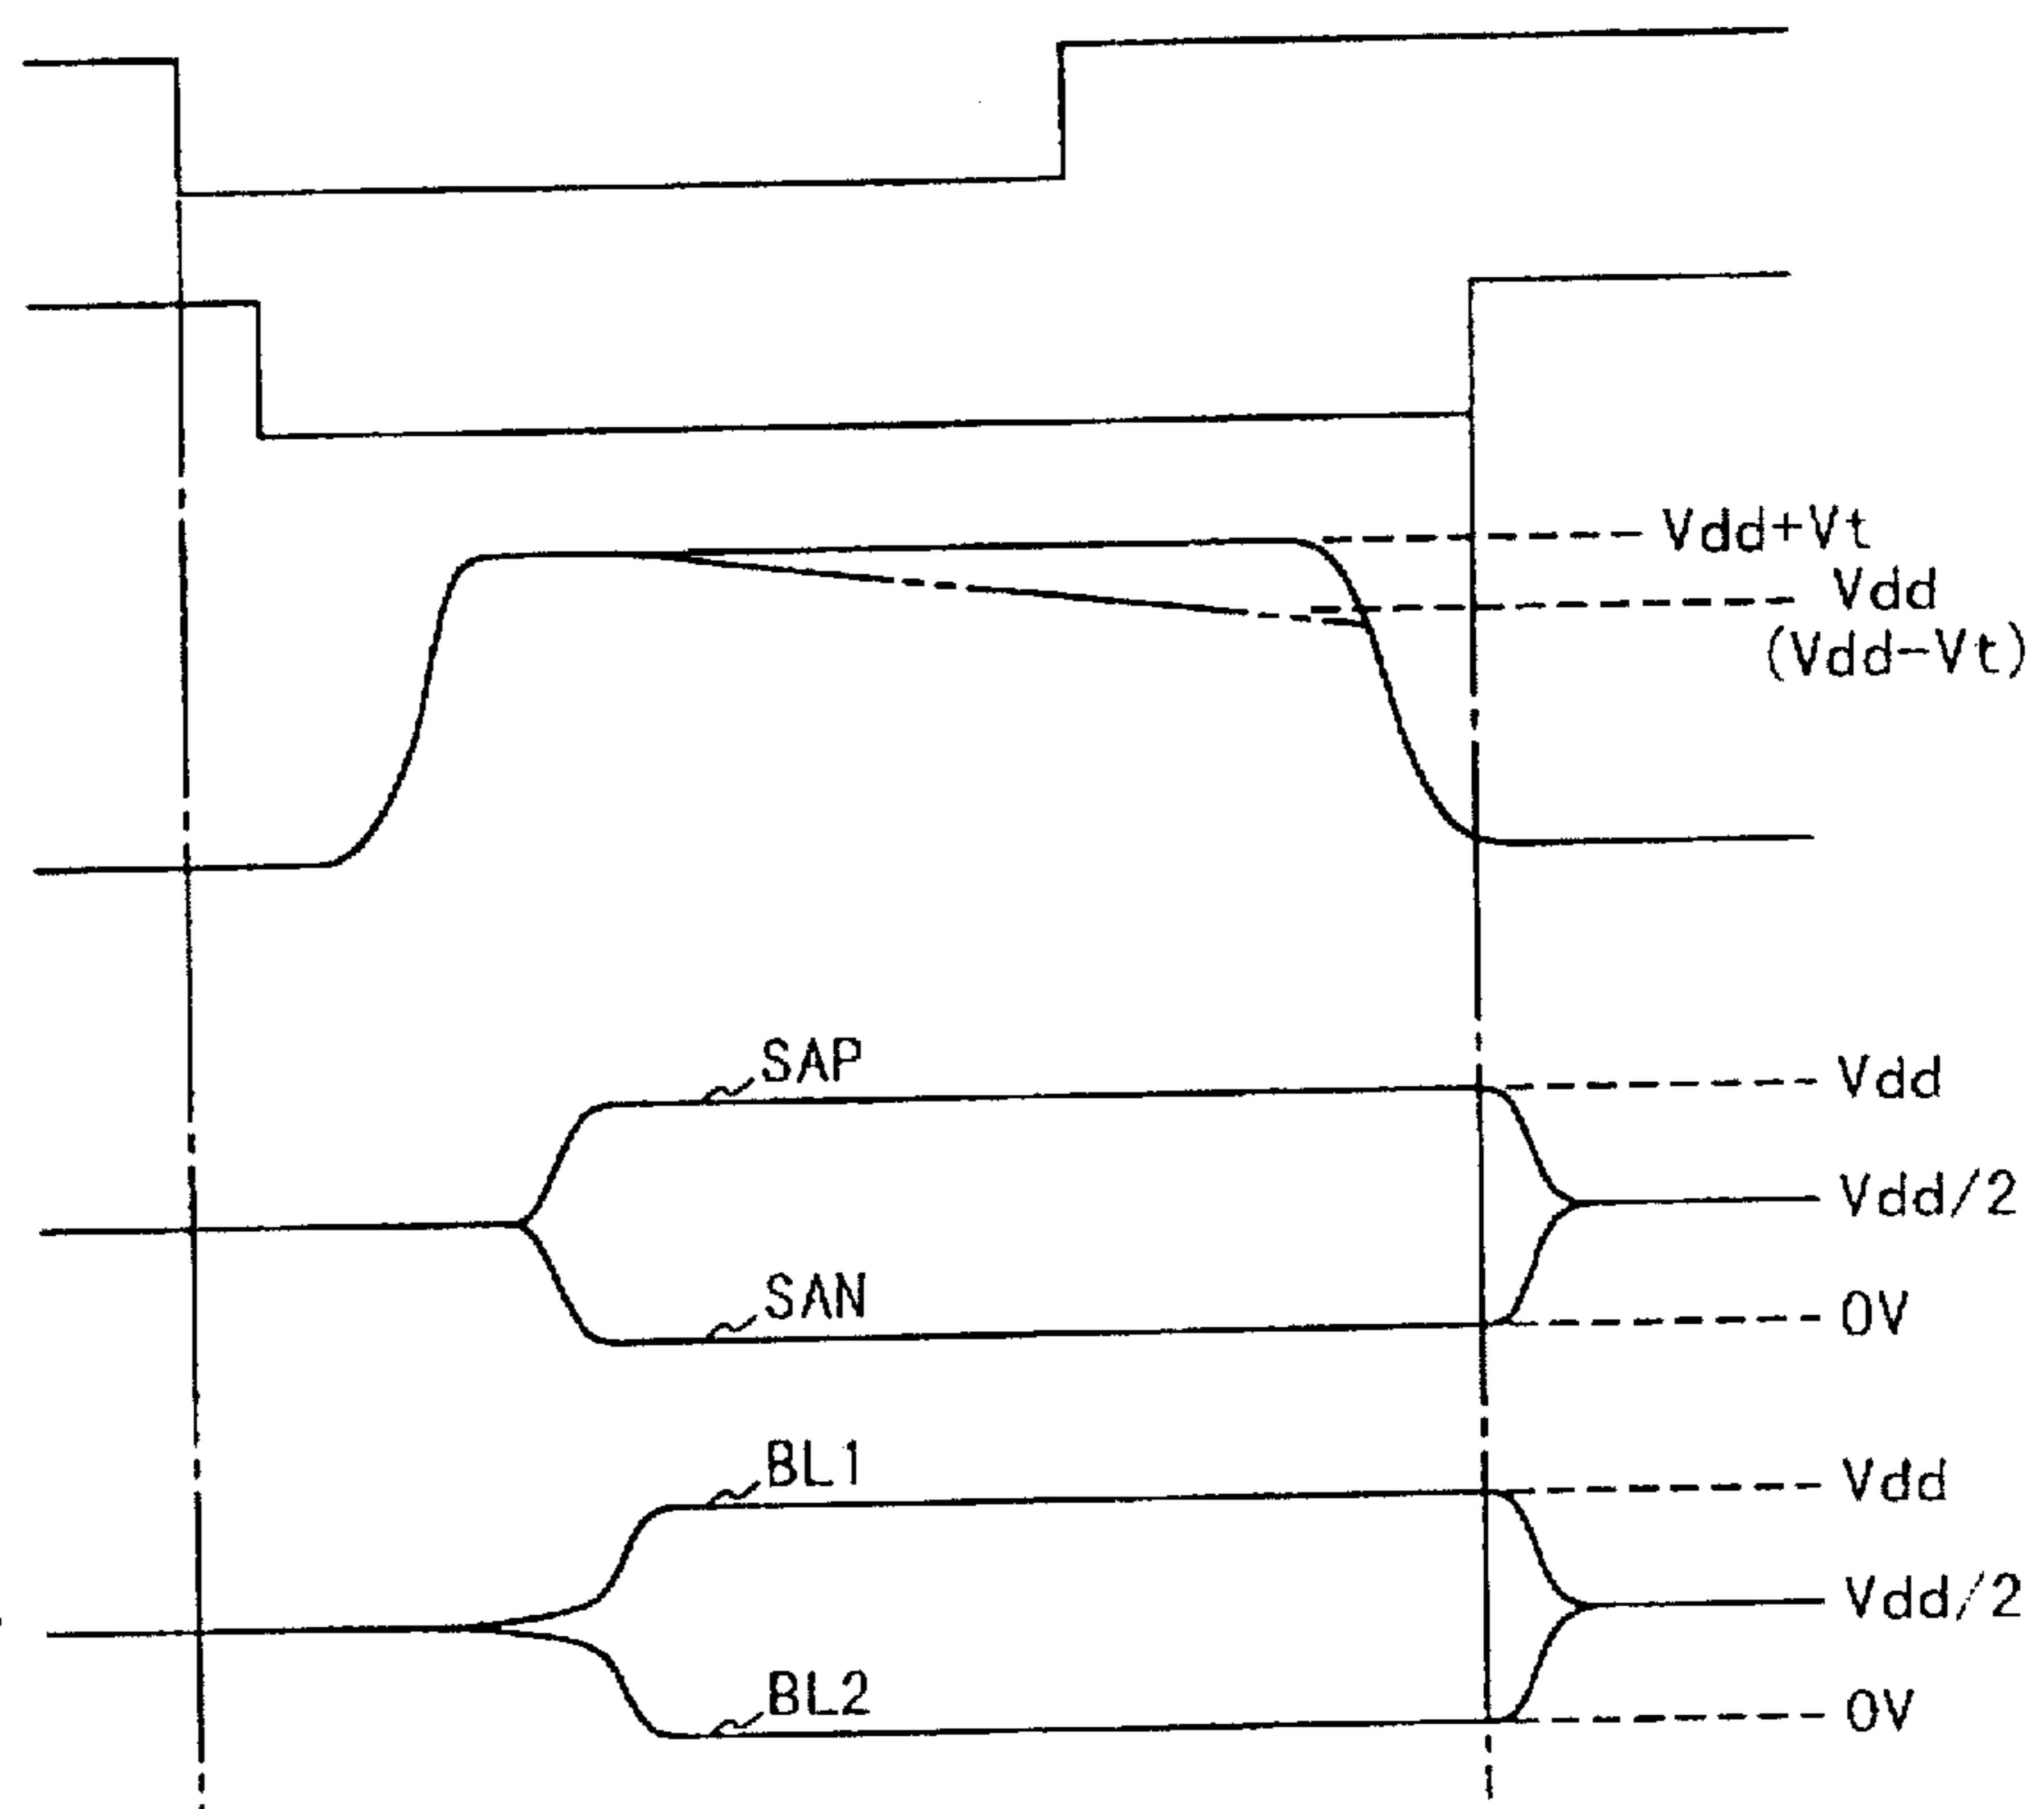 Vdd+Vt
Vdd
(Vdd-Vt)
SAP
Vdd
Vdd/2
SAN
0V
BL1
Vdd
Vdd/2
BL2
0V